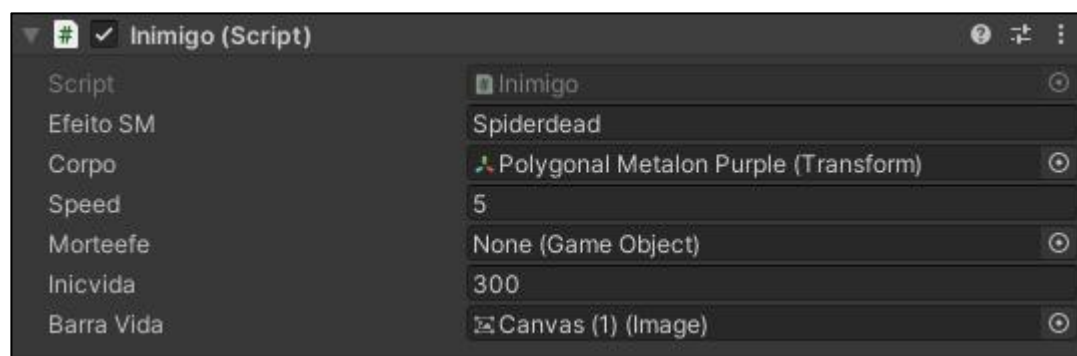 Inimigo (Script)
Script Inimigo
Efeito SM Spiderdead
Corpo Polygonal Metalon Purple (Transform)
Speed 5
Morteefe None (Game Object)
Inicvida 300
Barra Vida Canvas (1) (Image)